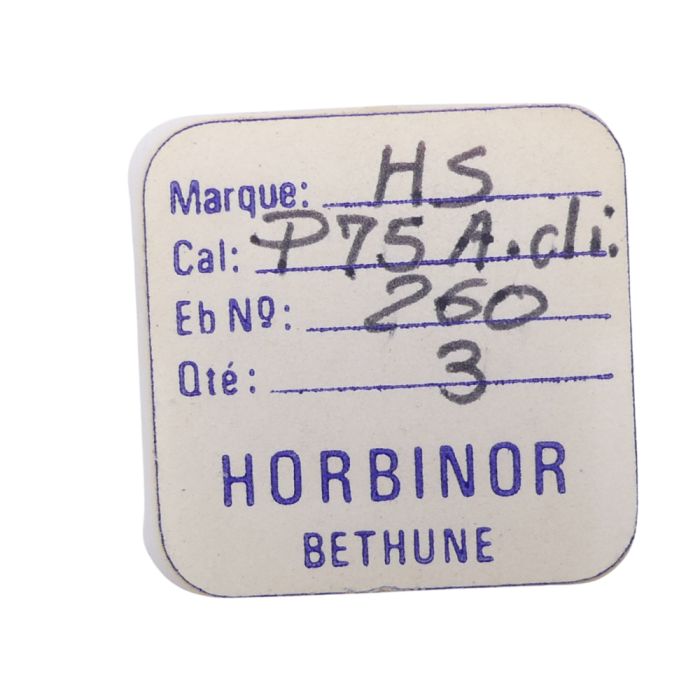 Marque: HS
Cal: P75 A.cli.
Eb Nº: 260
Qté: 3
HORBINOR
BETHUNE